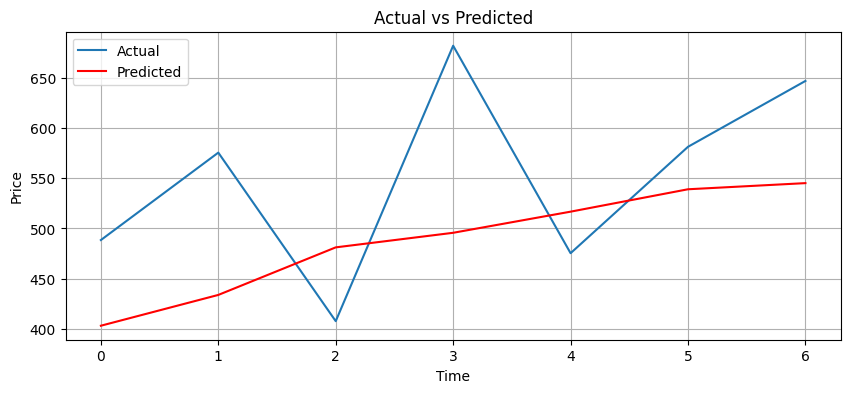 Actual vs Predicted
Actual
Predicted
Price
650
600
550
500
450
400
0 1 2 3 4 5 6
Time